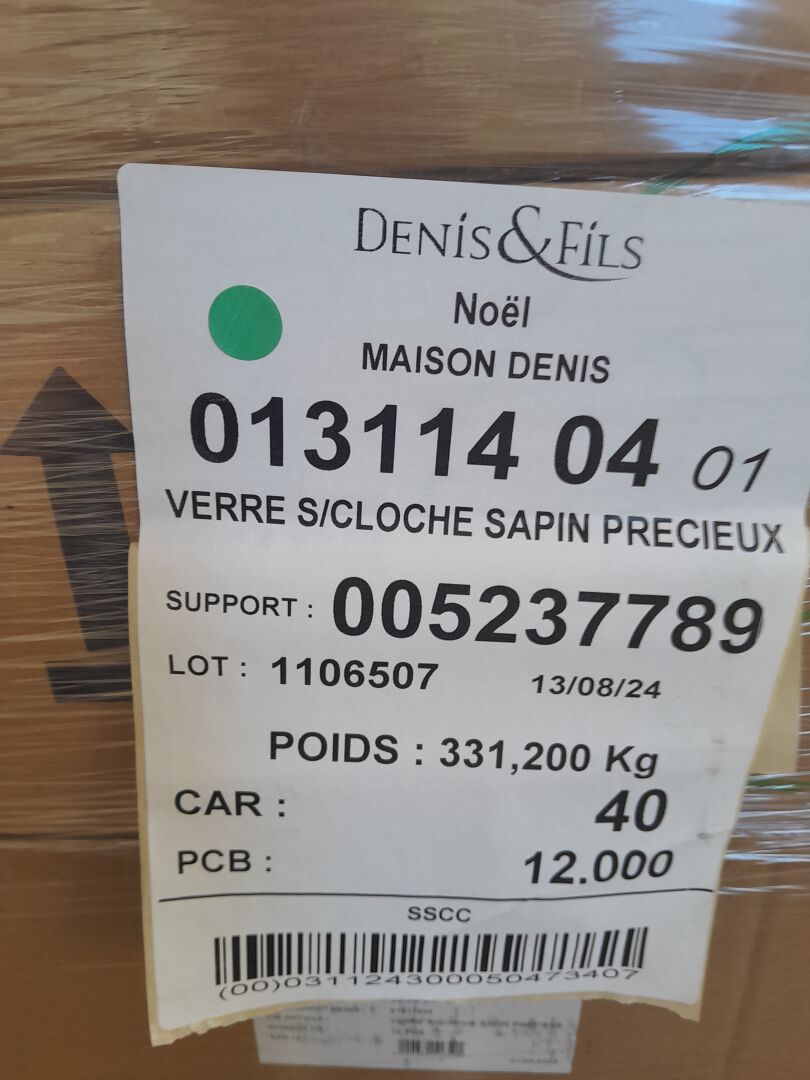 DENIS&FILS
Noël
MAISON DENIS
013114 04 01
VERRE S/CLOCHE SAPIN PRECIEUX
SUPPORT : 005237789
LOT : 1106507 13/08/24
POIDS : 331,200 Kg
CAR : 40
PCB : 12.000
SSCC
(00)031124300050473407